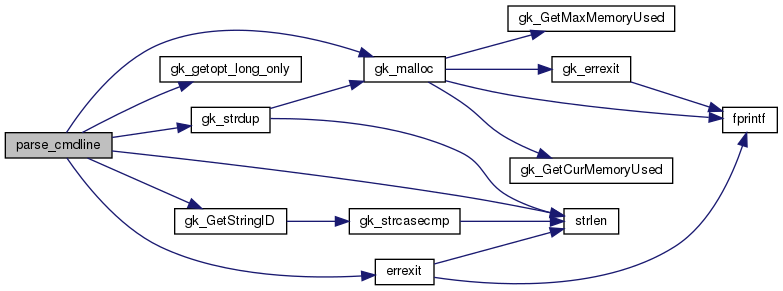 gk_GetMaxMemoryUsed
gk_getopt_long_only
gk_malloc
gk_errexit
gk_strdup
fprintf
parse_cmdline
gk_GetCurMemoryUsed
gk_GetStringID
gk_strcasecmp
strlen
errexit